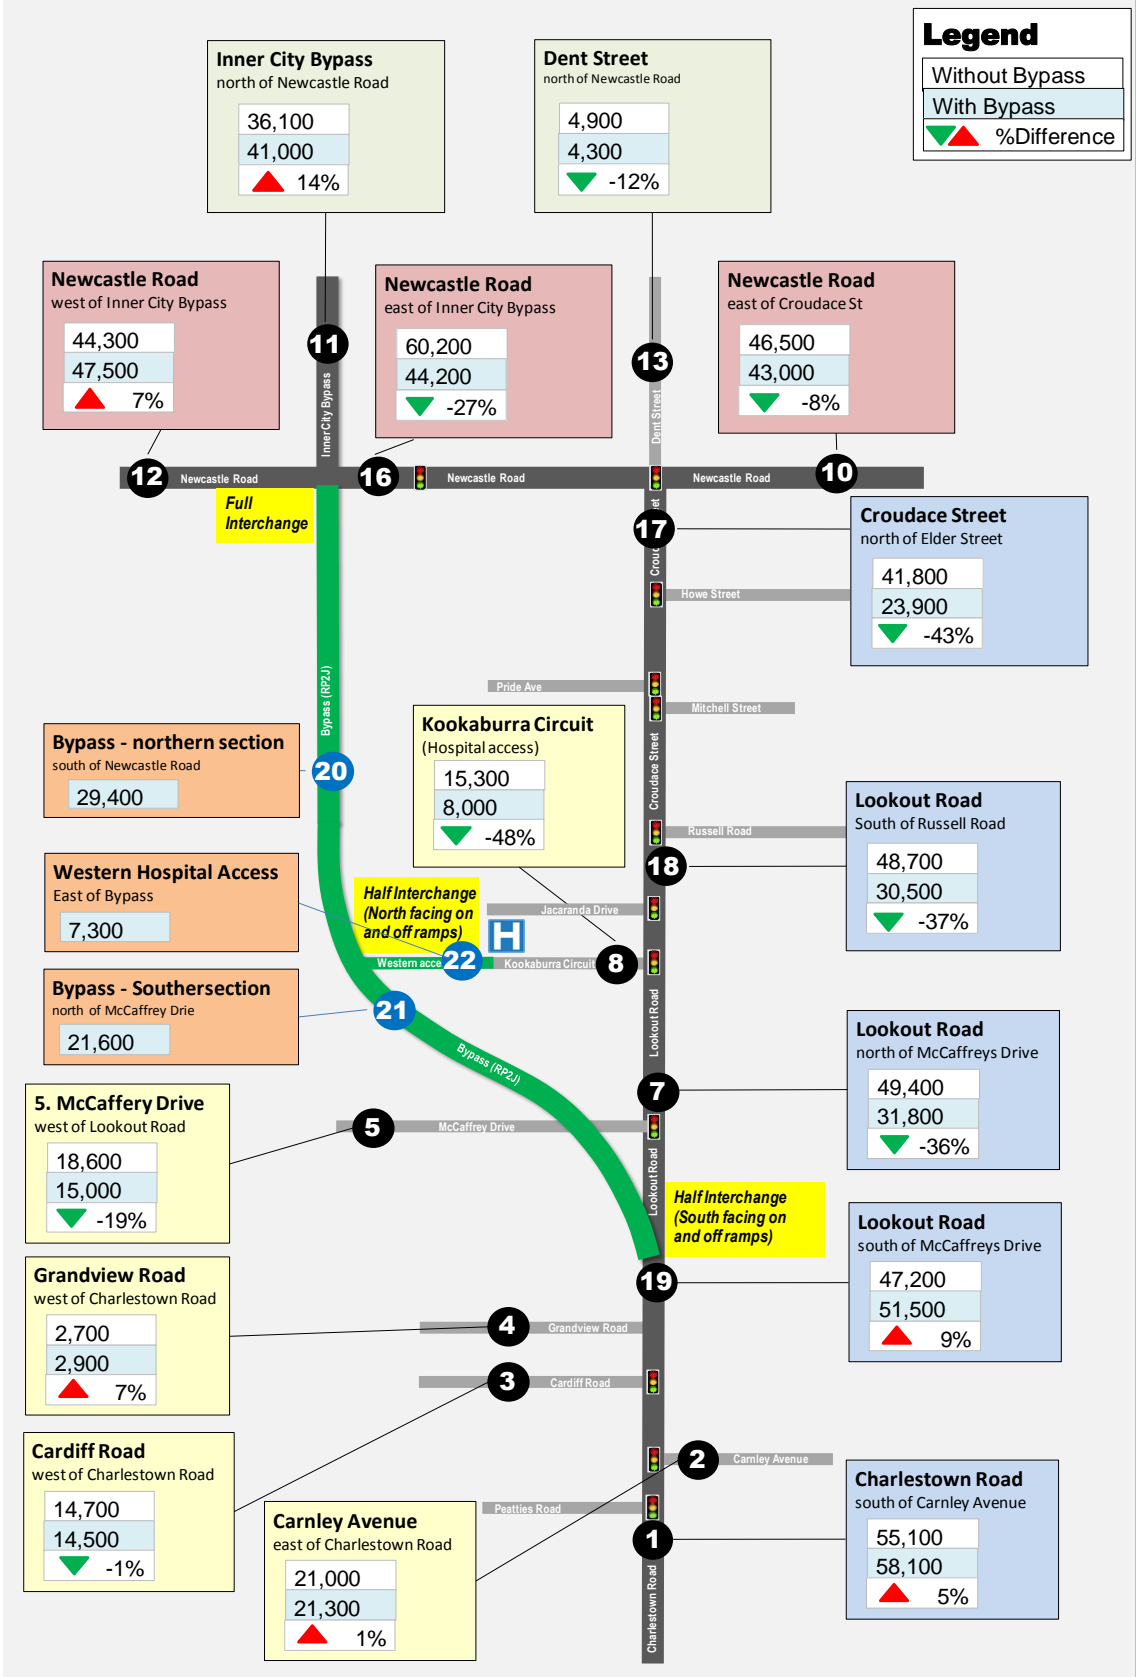 Legend
Without Bypass
With Bypass
%Difference
Inner City Bypass
north of Newcastle Road
36,100
41,000
14%
Dent Street
north of Newcastle Road
4,900
4,300
-12%
Newcastle Road
west of Inner City Bypass
44,300
47,500
7%
Newcastle Road
east of Inner City Bypass
60,200
44,200
-27%
Newcastle Road
east of Croudace St
46,500
43,000
-8%
11
Inner City Bypass
13
Dent Street
12
Newcastle Road
16
Newcastle Road
Newcastle Road
10
Full
Interchange
17
Croudace Street
north of Elder Street
41,800
23,900
-43%
Howe Street
Bypass (RP2J)
Pride Ave
Mitchell Street
Croudace Street
Kookaburra Circuit
(Hospital access)
15,300
8,000
-48%
Bypass - northern section
south of Newcastle Road
29,400
20
Russell Road
18
Lookout Road
South of Russell Road
48,700
30,500
-37%
Western Hospital Access
East of Bypass
7,300
Half Interchange
(North facing on
and off ramps)
Jacaranda Drive
H
Western acce
22
Kookaburra Circuit
8
Bypass - Southersection
north of McCaffrey Drie
21,600
21
Bypass (RP2J)
Lookout Road
7
Lookout Road
north of McCaffreys Drive
49,400
31,800
-36%
5. McCaffery Drive
west of Lookout Road
18,600
15,000
-19%
5
McCaffrey Drive
Lookout Road
Half Interchange
(South facing on
and off ramps)
Lookout Road
south of McCaffreys Drive
47,200
51,500
9%
19
Grandview Road
west of Charlestown Road
2,700
2,900
7%
4
Grandview Road
3
Cardiff Road
Cardiff Road
west of Charlestown Road
14,700
14,500
-1%
2
Carnley Avenue
Peatties Road
Carnley Avenue
east of Charlestown Road
21,000
21,300
1%
1
Charlestown Road
Charlestown Road
south of Carnley Avenue
55,100
58,100
5%